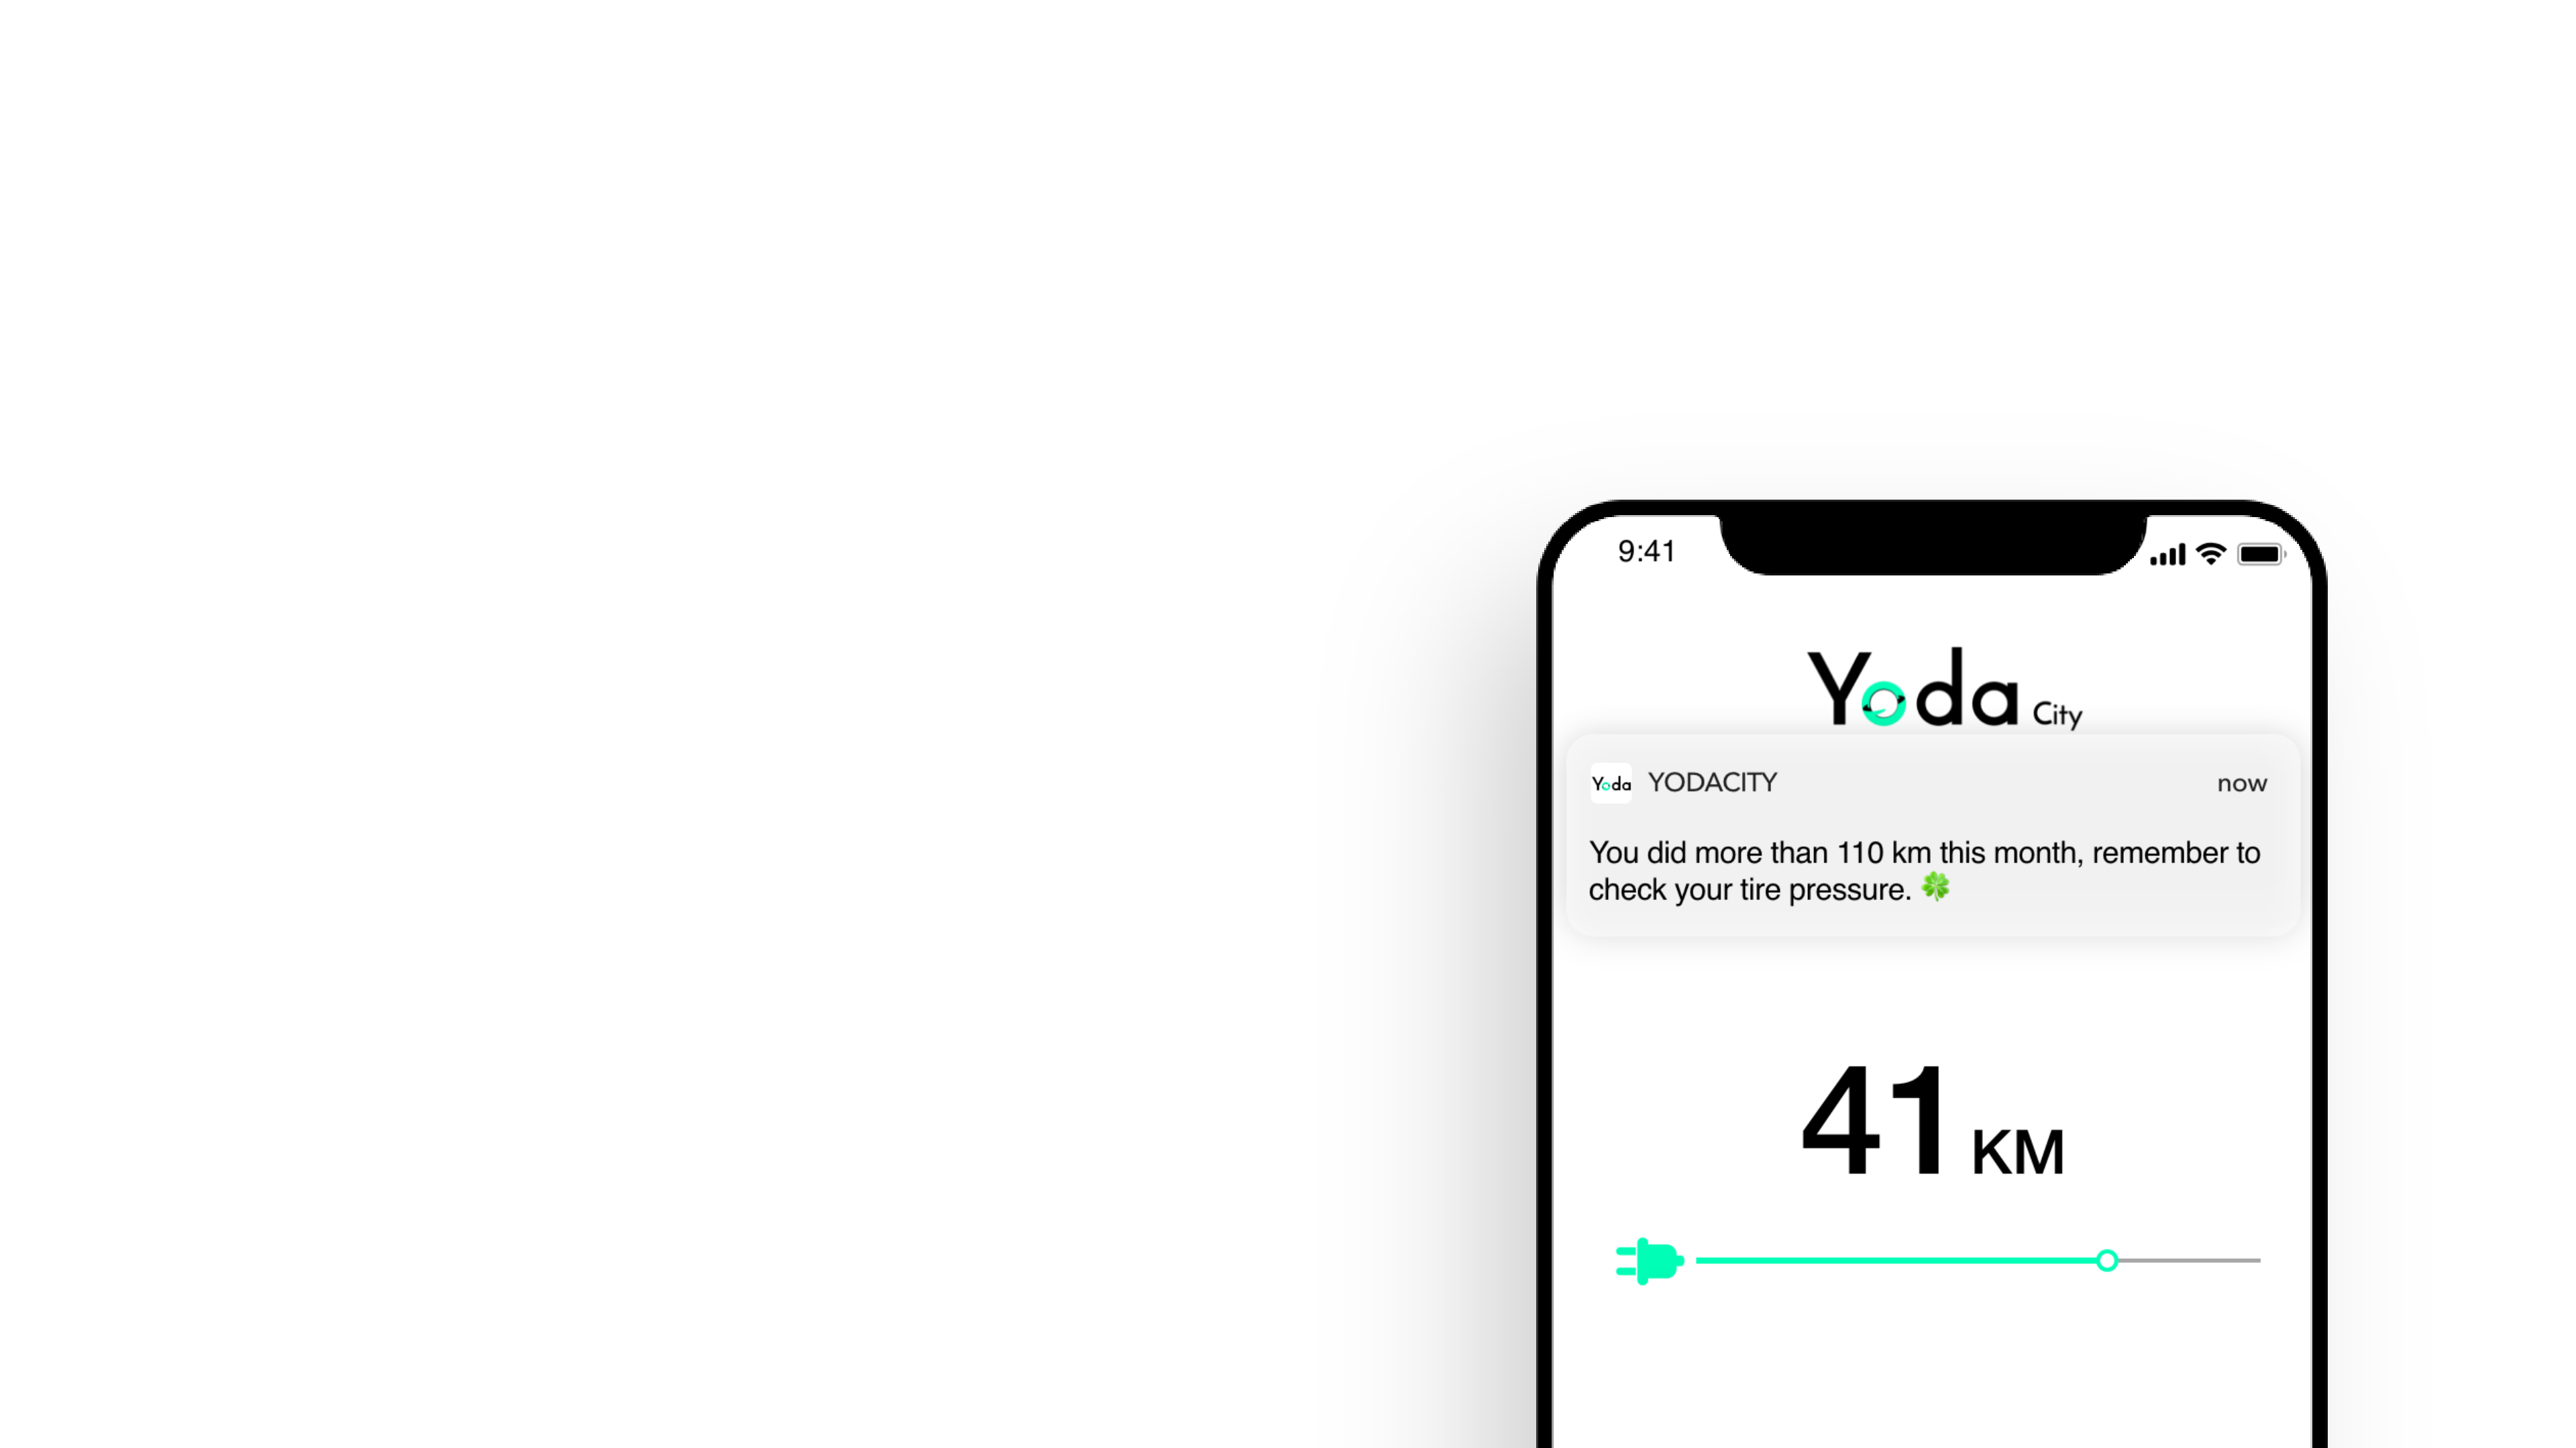 9:41
Yoda City
Yoda YODACITY now
You did more than 110 km this month, remember to
check your tire pressure. 🍀
41 KM